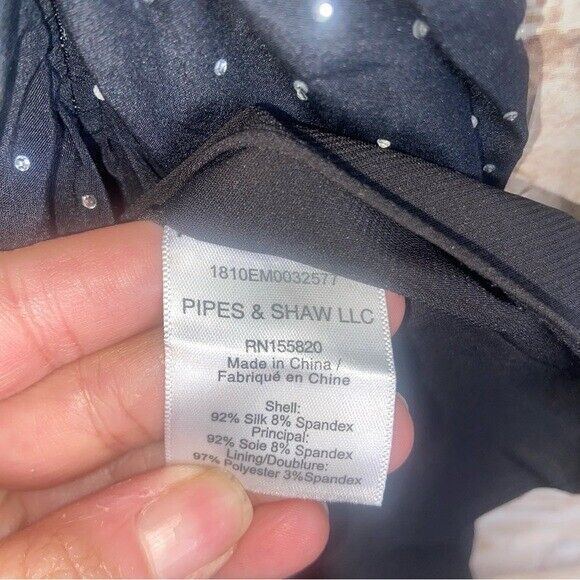 1810EM0032577
PIPES & SHAW LLC
RN155820
Made in China /
Fabriqué en Chine
Shell:
92% Silk 8% Spandex
Principal:
92% Soie 8% Spandex
Lining/Doublure:
97% Polyester 3%Spandex